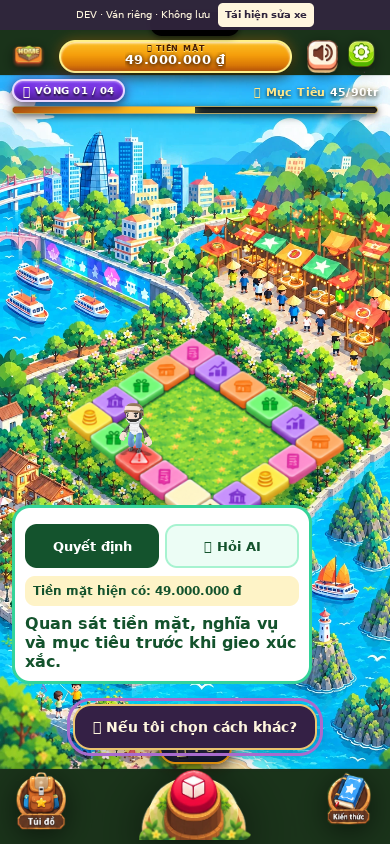 DEV · Ván riêng · Không lưu Tái hiện sửa xe
TIỀN MẶT
49.000.000 ₫
VÒNG 01 / 04
Mục Tiêu 45/90tr
Quyết định
Hỏi AI
Tiền mặt hiện có: 49.000.000 đ
Quan sát tiền mặt, nghĩa vụ
và mục tiêu trước khi gieo xúc
xắc.
Nếu tôi chọn cách khác?
Túi đồ
Kiến thức